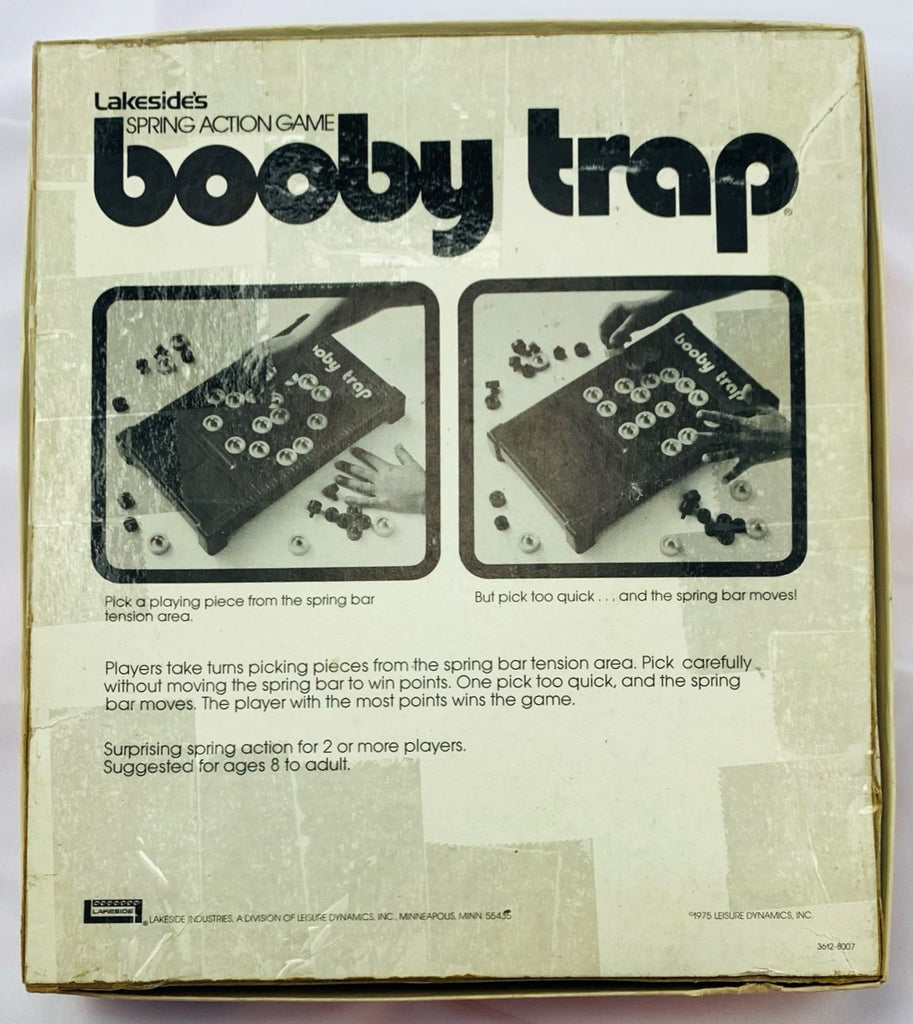 Lakeside's
SPRING ACTION GAME
booby trap®
ooby trap
booby trap
Pick a playing piece from the spring bar
tension area.
But pick too quick . . . and the spring bar moves!
Players take turns picking pieces from the spring bar tension area. Pick carefully
without moving the spring bar to win points. One pick too quick, and the spring
bar moves. The player with the most points wins the game.
Surprising spring action for 2 or more players.
Suggested for ages 8 to adult.
LAKESIDE
® LAKESIDE INDUSTRIES, A DIVISION OF LEISURE DYNAMICS, INC., MINNEAPOLIS, MINN. 55435
©1975 LEISURE DYNAMICS, INC.
3612-8007